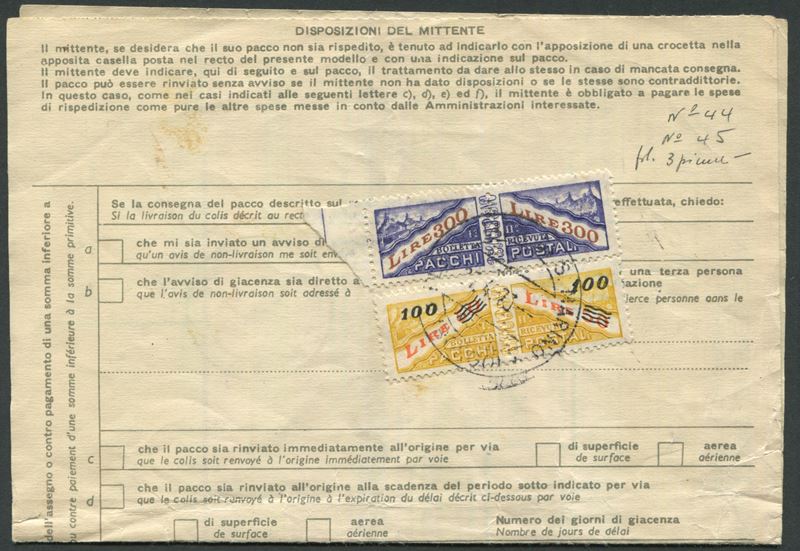 DISPOSIZIONI DEL MITTENTE
Il mittente, se desidera che il suo pacco non sia rispedito, è tenuto ad indicarlo con l'apposizione di una crocetta nella
apposita casella posta nel recto del presente modello e con una indicazione sul pacco.
Il mittente deve indicare, qui di seguito e sul pacco, il trattamento da dare allo stesso in caso di mancata consegna.
Il pacco può essere rinviato senza avviso se il mittente non ha dato disposizioni o se le stesse sono contraddittorie.
In questo caso, come nei casi indicati alle seguenti lettere c), d), e) ed f), il mittente è obbligato a pagare le spese
di rispedizione come pure le altre spese messe in conto dalle Amministrazioni interessate.
Nº 44
Nº 45
dell'assegno o contro pagamento di una somma inferiore a
ou contre paiement d'une somme inférieure à la somme primitive.
Se la consegna del pacco descritto sul effettuata, chiedo:
Si la livraison du colis décrit au rect
a
che mi sia inviato un avviso di
qu'un avis de non-livraison me soit en
b
che l'avviso di giacenza sia diretto a una terza persona
que l'avis de non-livraison soit adressé à erce personne dans le
LIRE 300 LIRE 300
BOLLETTINO RICEVUTA
PACCHI POSTALI
100 100
LIRE LIRE
BOLLETTINO RICEVUTA
PACCHI POSTALI
c
che il pacco sia rinviato immediatamente all'origine per via di superficie aerea
que le colis soit renvoyé à l'origine immédiatement par voie de surface aérienne
d
che il pacco sia rinviato all'origine alla scadenza del periodo sotto indicato per via
que le colis soit renvoyé à l'origine à l'expiration du délai décrit ci-dessous par voie
di superficie aerea Numero dei giorni di giacenza
de surface aérienne Nombre de jours de délai